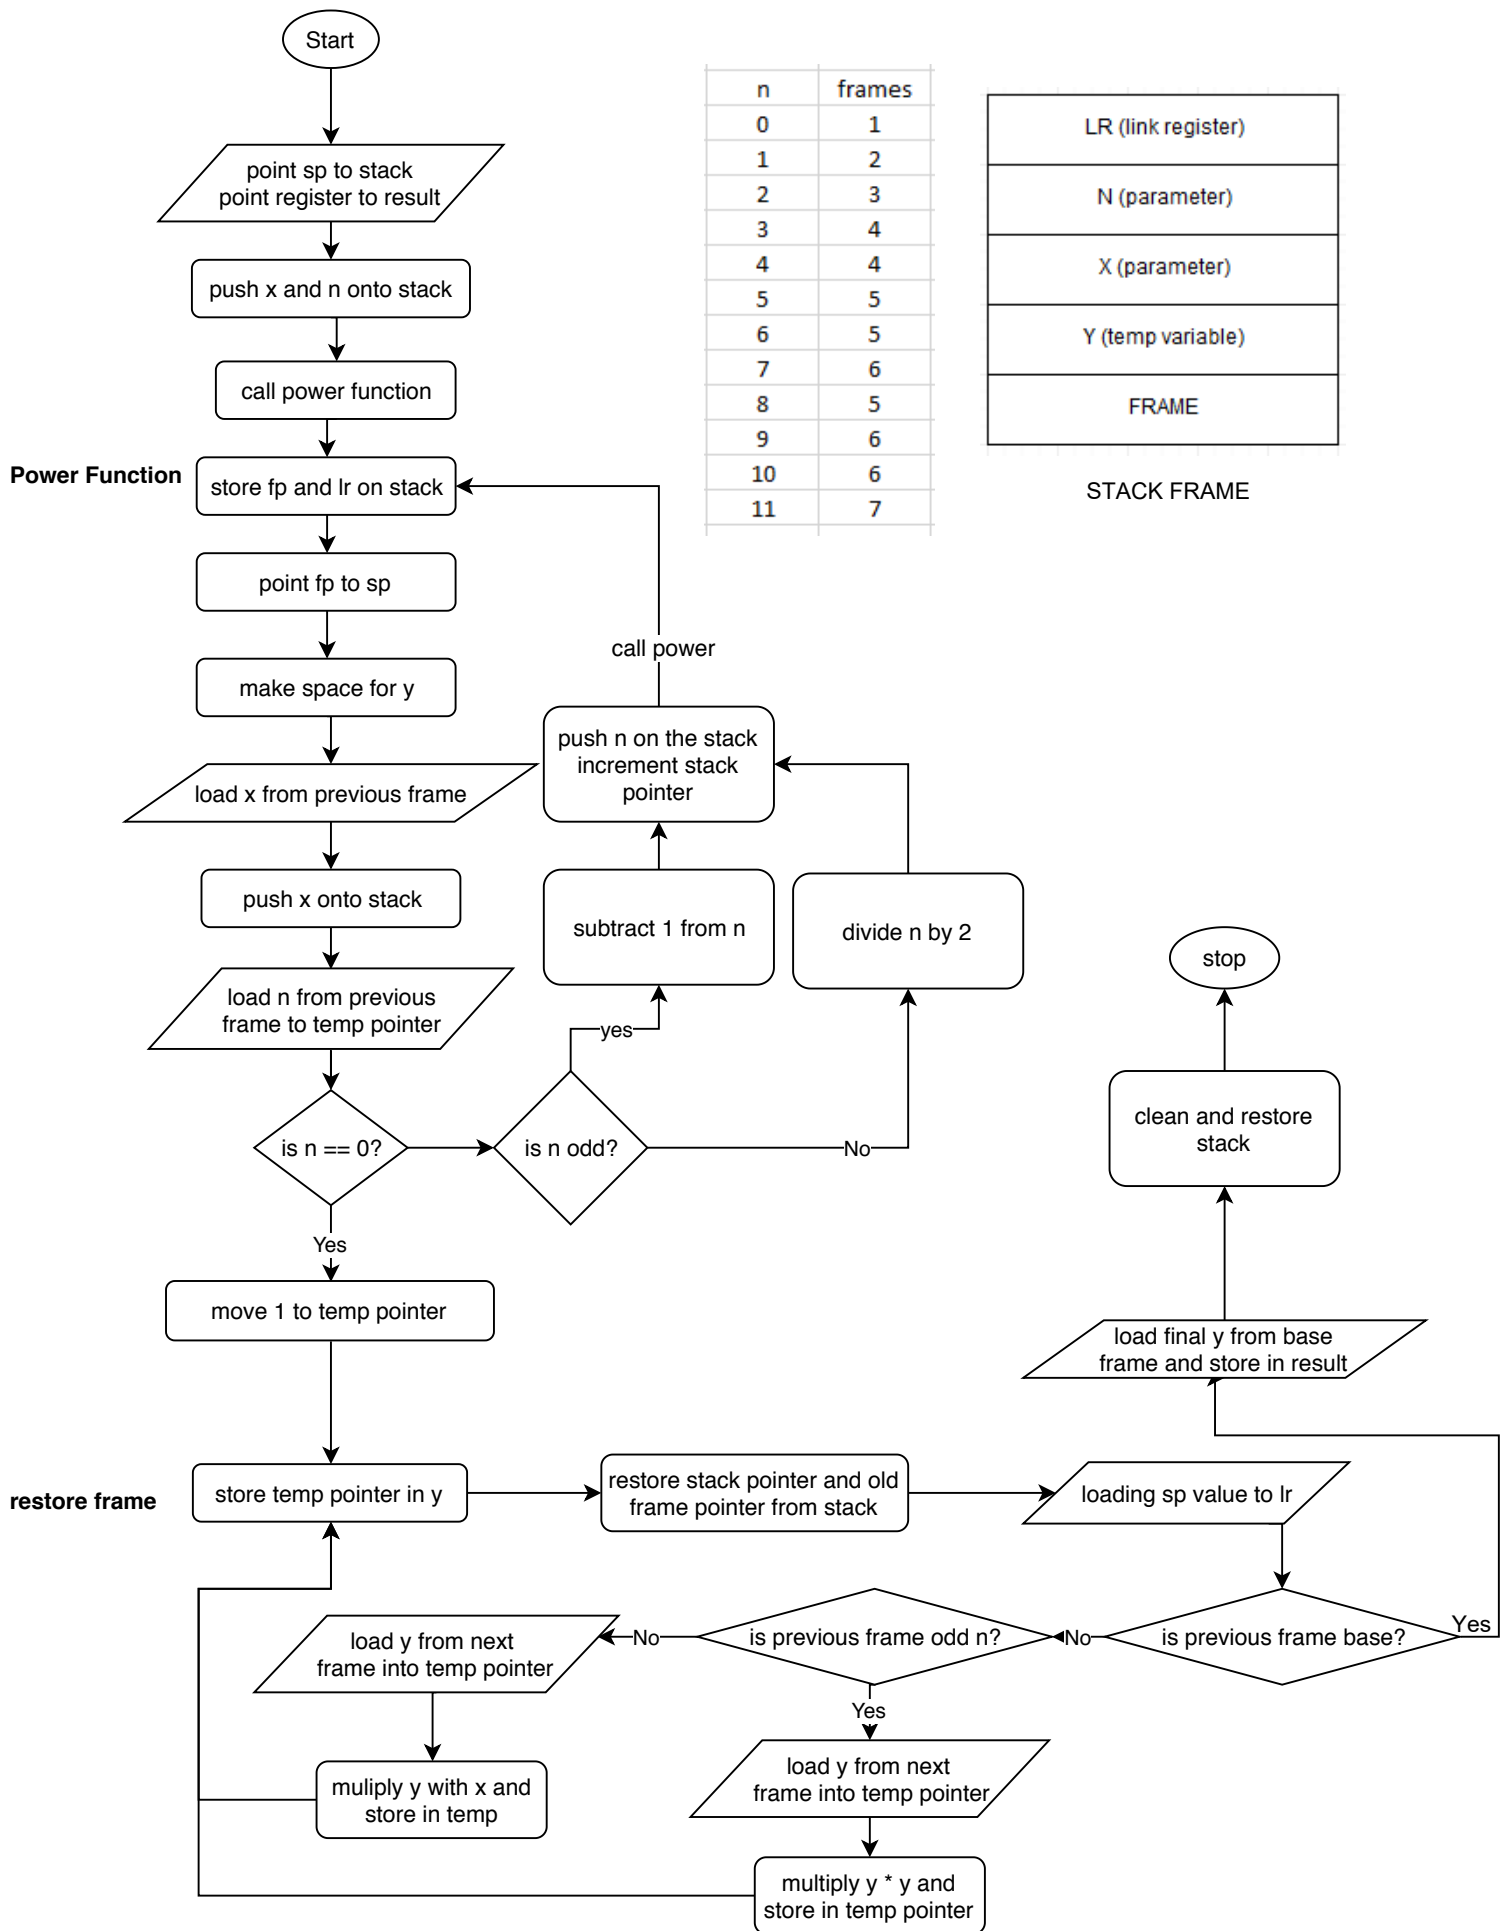 Start
point sp to stack
point register to result
push x and n onto stack
call power function
Power Function
store fp and lr on stack
point fp to sp
make space for y
load x from previous frame
push x onto stack
load n from previous
frame to temp pointer
is n == 0?
is n odd?
yes
No
subtract 1 from n
divide n by 2
push n on the stack
increment stack
pointer
call power
Yes
move 1 to temp pointer
restore frame
store temp pointer in y
restore stack pointer and old
frame pointer from stack
loading sp value to lr
is previous frame base?
Yes
No
is previous frame odd n?
No
Yes
load y from next
frame into temp pointer
muliply y with x and
store in temp
load y from next
frame into temp pointer
multiply y * y and
store in temp pointer
load final y from base
frame and store in result
clean and restore
stack
stop
n frames
0 1
1 2
2 3
3 4
4 4
5 5
6 5
7 6
8 5
9 6
10 6
11 7
LR (link register)
N (parameter)
X (parameter)
Y (temp variable)
FRAME
STACK FRAME